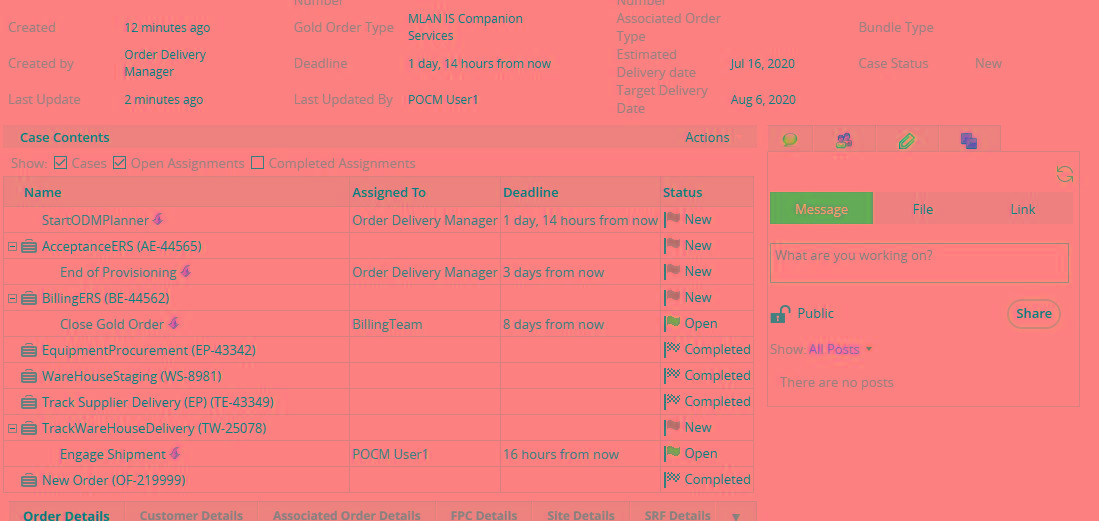 Number Number
Created 12 minutes ago Gold Order Type MLAN IS Companion Services Associated Order Type Bundle Type
Created by Order Delivery Manager Deadline 1 day, 14 hours from now Estimated Delivery date Jul 16, 2020 Case Status New
Last Update 2 minutes ago Last Updated By POCM User1 Target Delivery Date Aug 6, 2020
Case Contents Actions
Show: Cases Open Assignments Completed Assignments
Name Assigned To Deadline Status
StartODMPlanner Order Delivery Manager 1 day, 14 hours from now New
AcceptanceERS (AE-44565) New
End of Provisioning Order Delivery Manager 3 days from now New
BillingERS (BE-44562) New
Close Gold Order BillingTeam 8 days from now Open
EquipmentProcurement (EP-43342) Completed
WareHouseStaging (WS-8981) Completed
Track Supplier Delivery (EP) (TE-43349) Completed
TrackWareHouseDelivery (TW-25078) New
Engage Shipment POCM User1 16 hours from now Open
New Order (OF-219999) Completed
Message File Link
What are you working on?
Public Share
Show: All Posts
There are no posts
Order Details Customer Details Associated Order Details FPC Details Site Details SRF Details